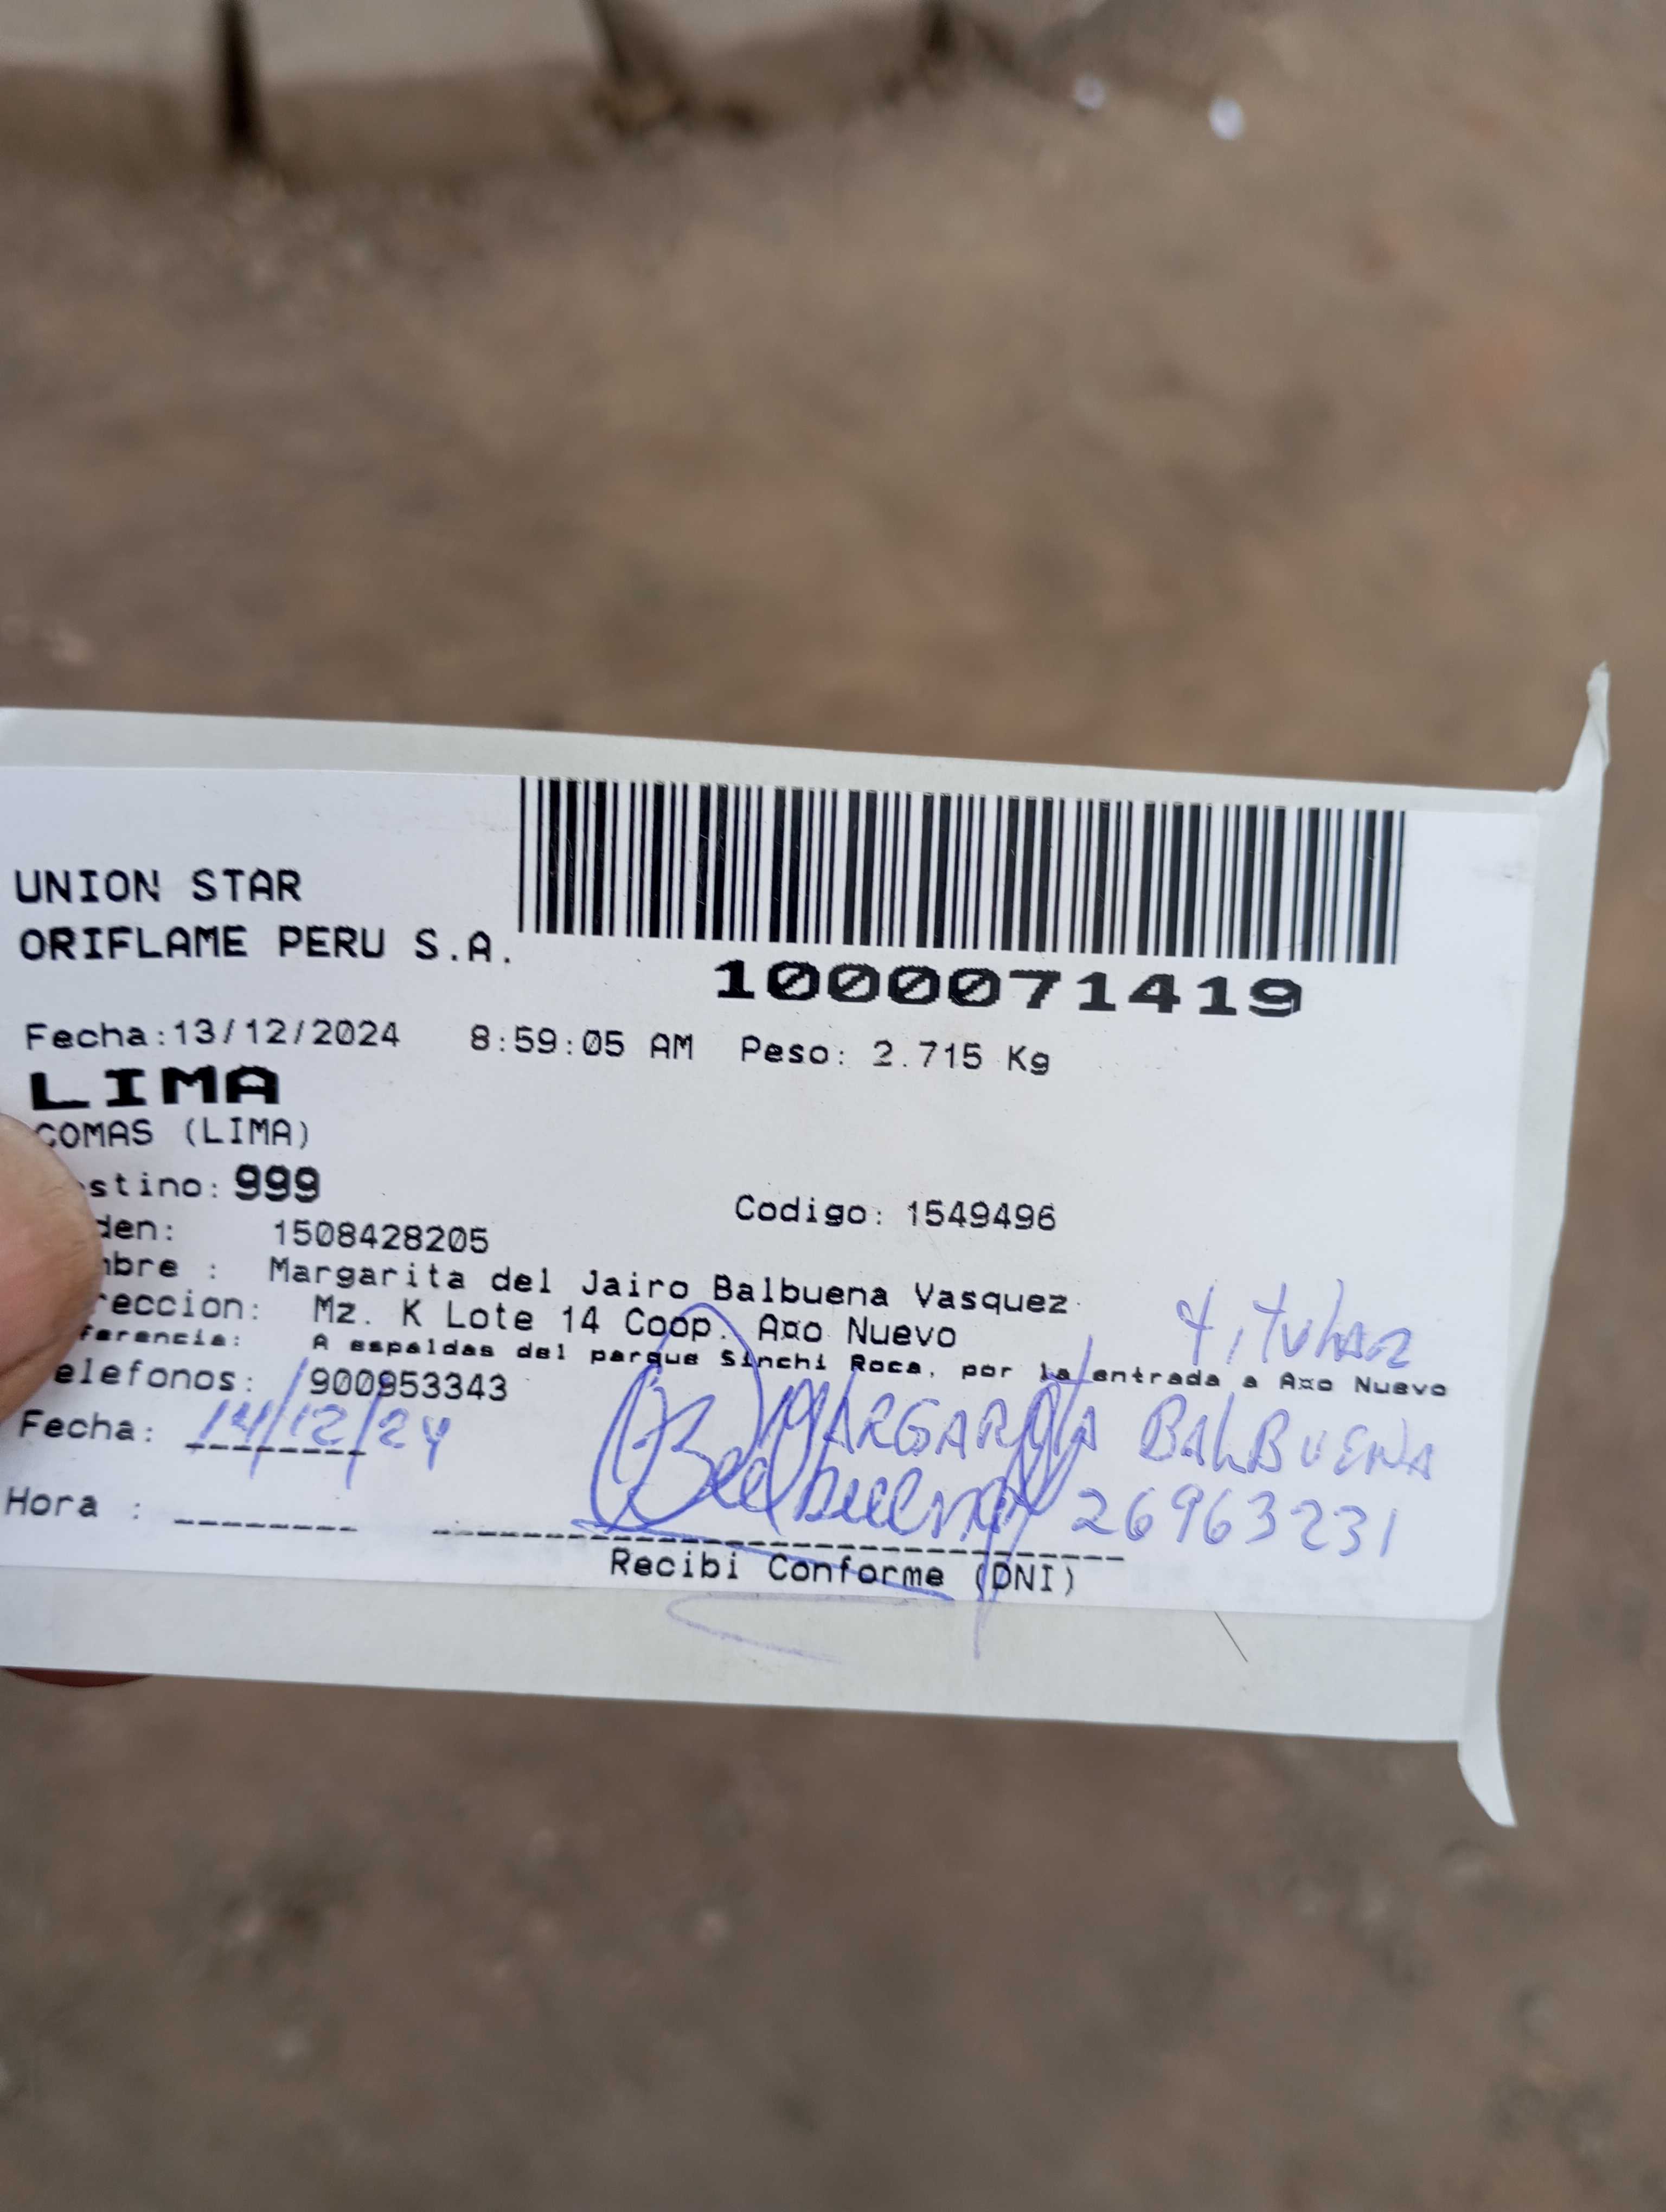 UNION STAR
ORIFLAME PERU S.A.
1000071419
Fecha:13/12/2024 8:59:05 AM Peso: 2.715 Kg
LIMA
COMAS (LIMA)
stino: 999
Codigo: 1549496
den: 1508428205
mbre : Margarita del Jairo Balbuena Vasquez
reccion: Mz. K Lote 14 Coop. A¤o Nuevo
ferencia: A espaldas del parque Sinchi Roca, por la entrada a A¤o Nuevo
titular
elefonos: 900953343
Fecha: 14/12/24
MARGARITA BALBUENA
Balbuena
26963231
Hora :
Recibi Conforme (DNI)